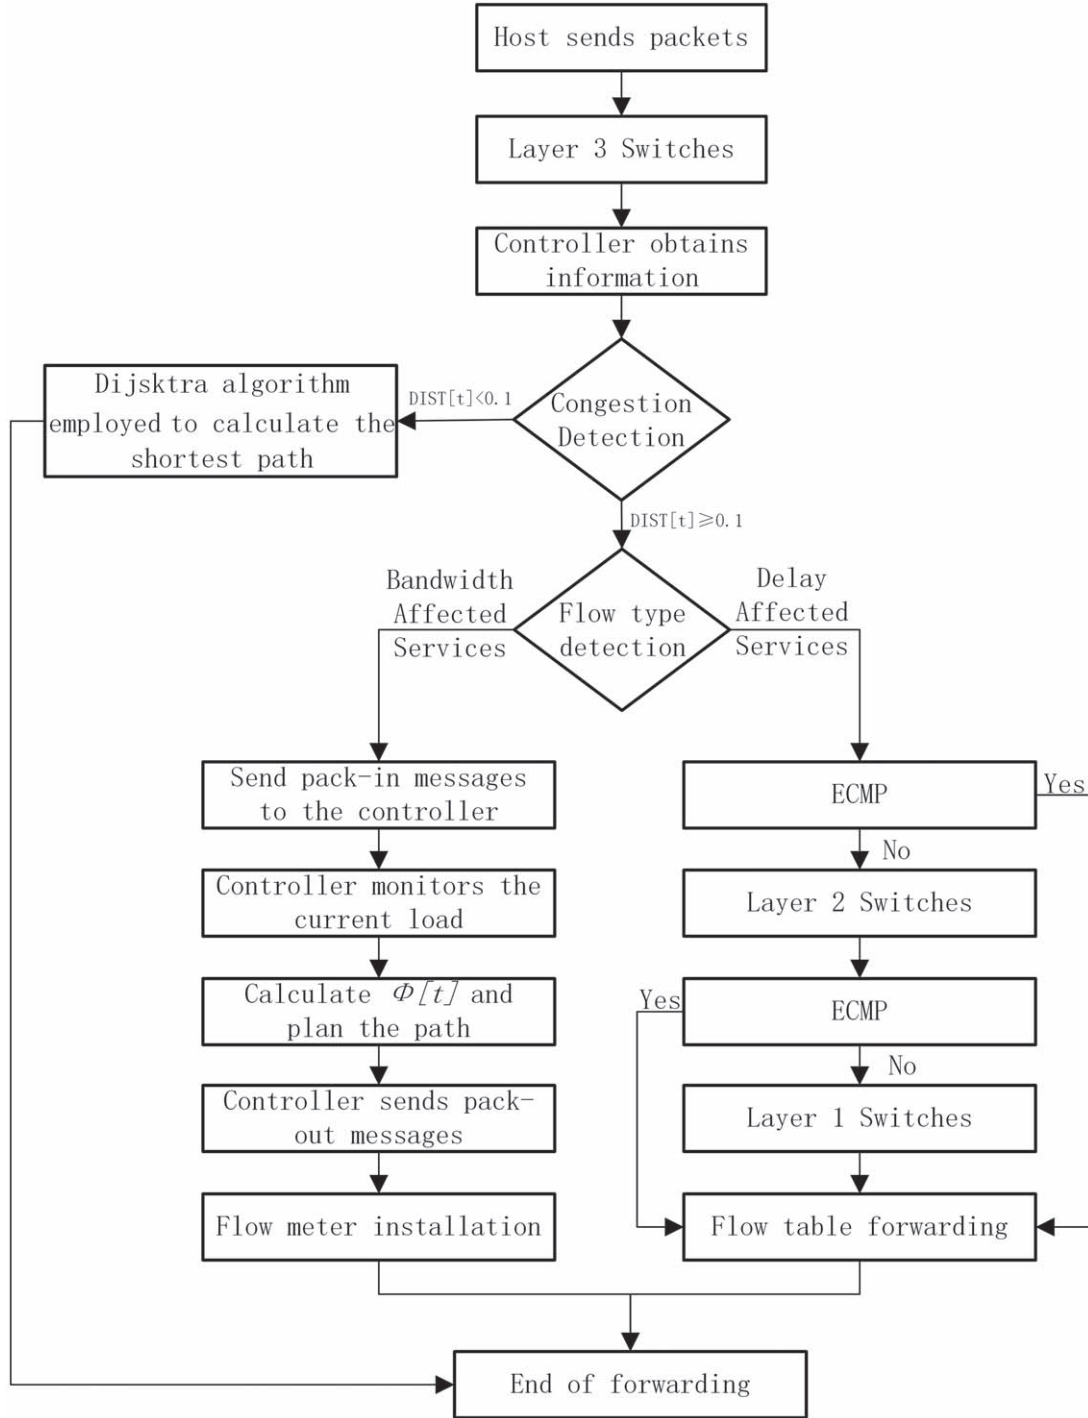 Host sends packets
Layer 3 Switches
Controller obtains
information
Congestion
Detection
DIST[t]<0.1
Dijsktra algorithm
employed to calculate the
shortest path
DIST[t]≥0.1
Flow type
detection
Bandwidth
Affected
Services
Delay
Affected
Services
Send pack-in messages
to the controller
Controller monitors the
current load
Calculate Φ[t] and
plan the path
Controller sends pack-
out messages
Flow meter installation
ECMP
Yes
No
Layer 2 Switches
ECMP
Yes
No
Layer 1 Switches
Flow table forwarding
End of forwarding